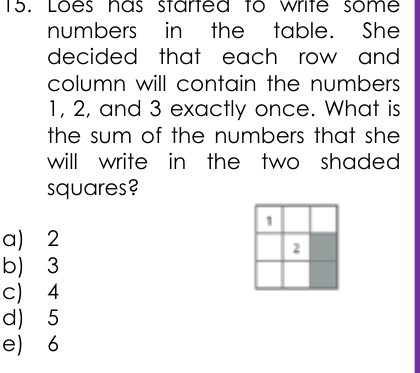 15. Loes has started to write some
numbers in the table. She
decided that each row and
column will contain the numbers
1, 2, and 3 exactly once. What is
the sum of the numbers that she
will write in the two shaded
squares?
1
2
a) 2
b) 3
c) 4
d) 5
e) 6